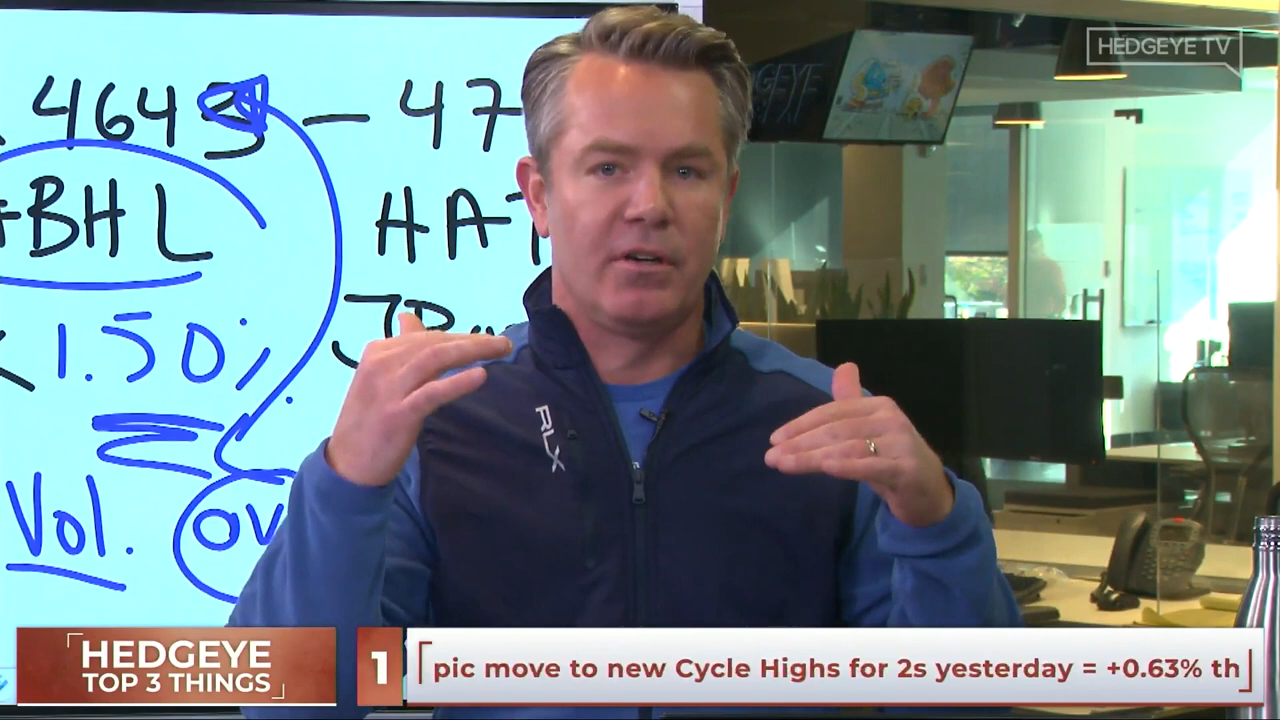 HEDGEYE TV
4645 – 47
BHL
HAT
1.50;
Vol. OV
RLX
HEDGEYE
TOP 3 THINGS
1
pic move to new Cycle Highs for 2s yesterday = +0.63% th